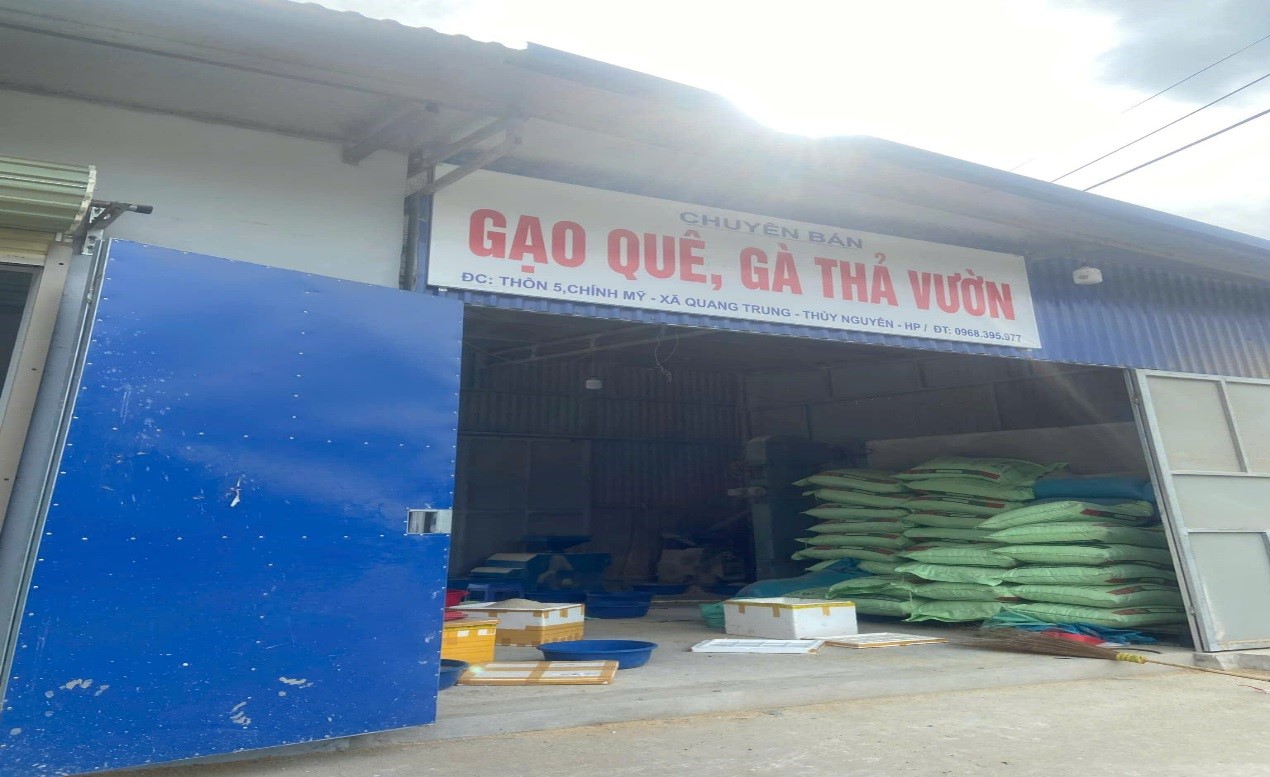 CHUYÊN BÁN
GẠO QUÊ, GÀ THẢ VƯỜN
ĐC: THÔN 5,CHÍNH MỸ - XÃ QUANG TRUNG - THỦY NGUYÊN - HP / ĐT: 0968.395.977